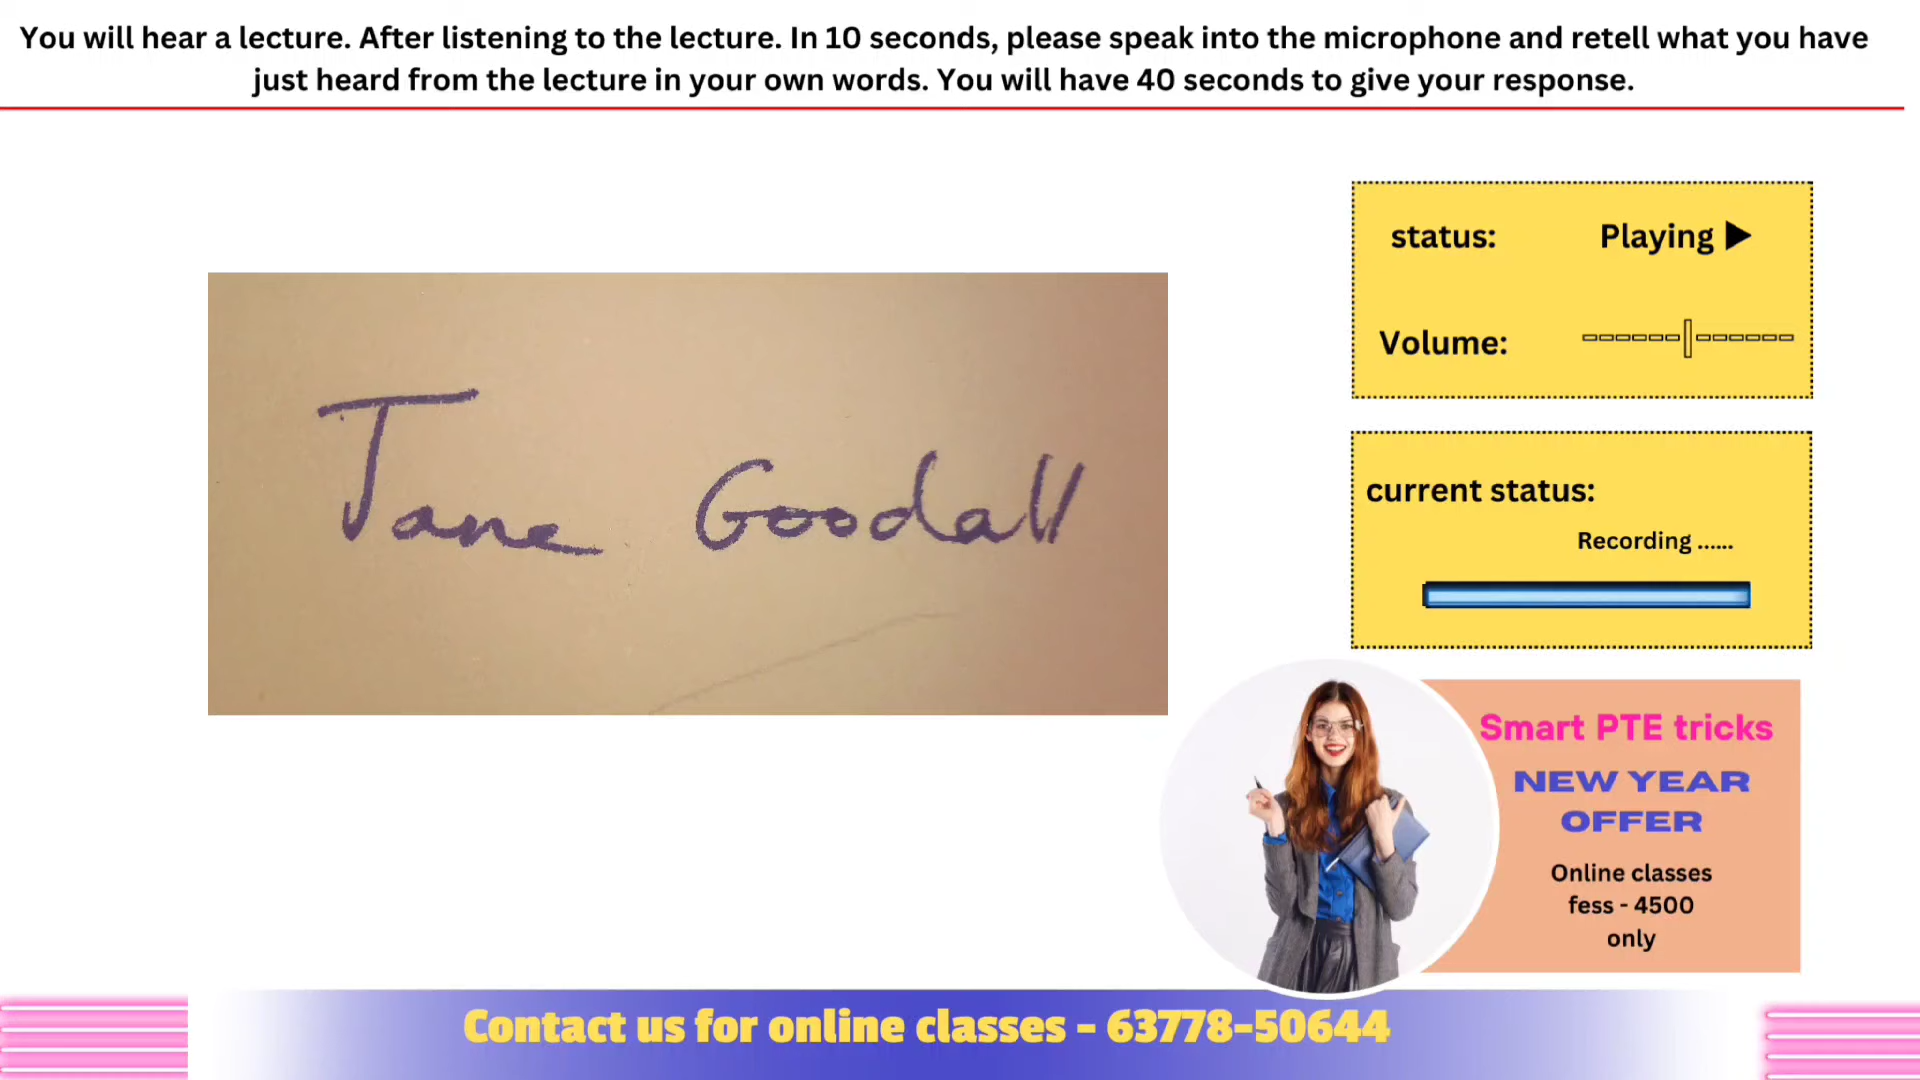 You will hear a lecture. After listening to the lecture. In 10 seconds, please speak into the microphone and retell what you have
just heard from the lecture in your own words. You will have 40 seconds to give your response.
status: Playing
Volume:
Jane Goodall
current status:
Recording ......
Smart PTE tricks
NEW YEAR
OFFER
Online classes
fess - 4500
only
Contact us for online classes - 63778-50644